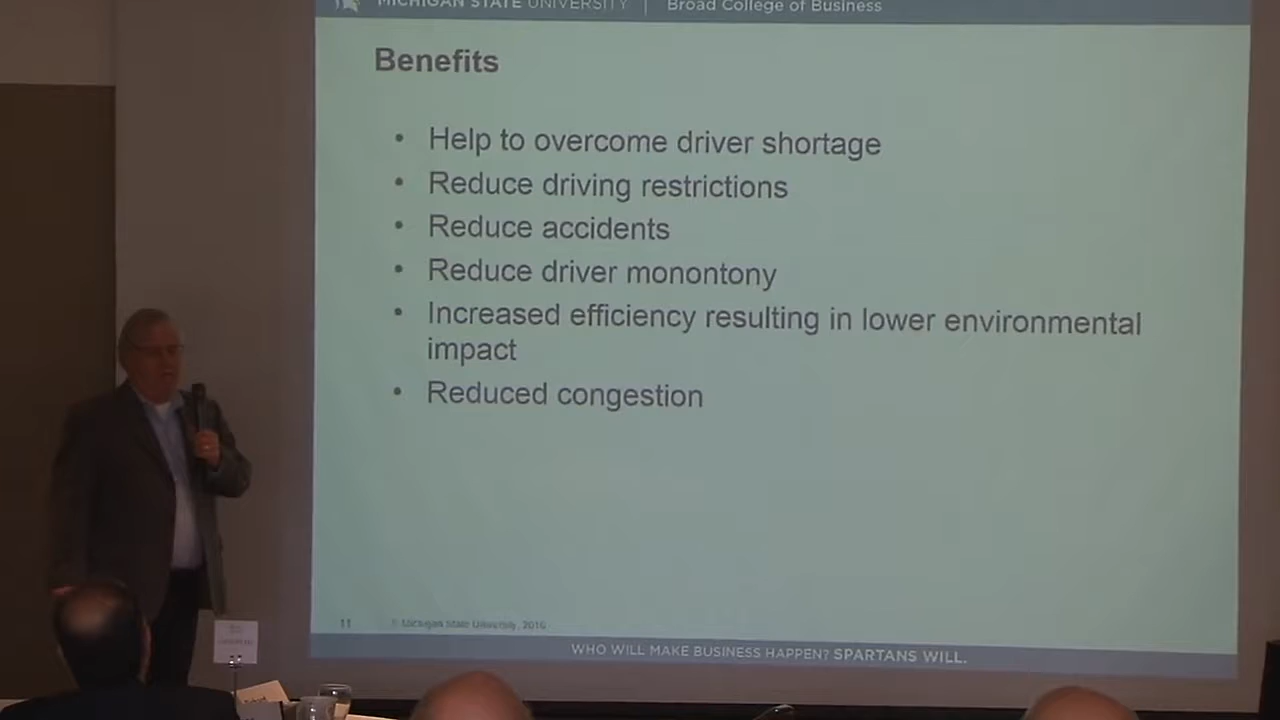 MICHIGAN STATE UNIVERSITY | Broad College of Business
Benefits
• Help to overcome driver shortage
• Reduce driving restrictions
• Reduce accidents
• Reduce driver monontony
• Increased efficiency resulting in lower environmental
impact
• Reduced congestion
11 © Michigan State University, 2016
WHO WILL MAKE BUSINESS HAPPEN? SPARTANS WILL.